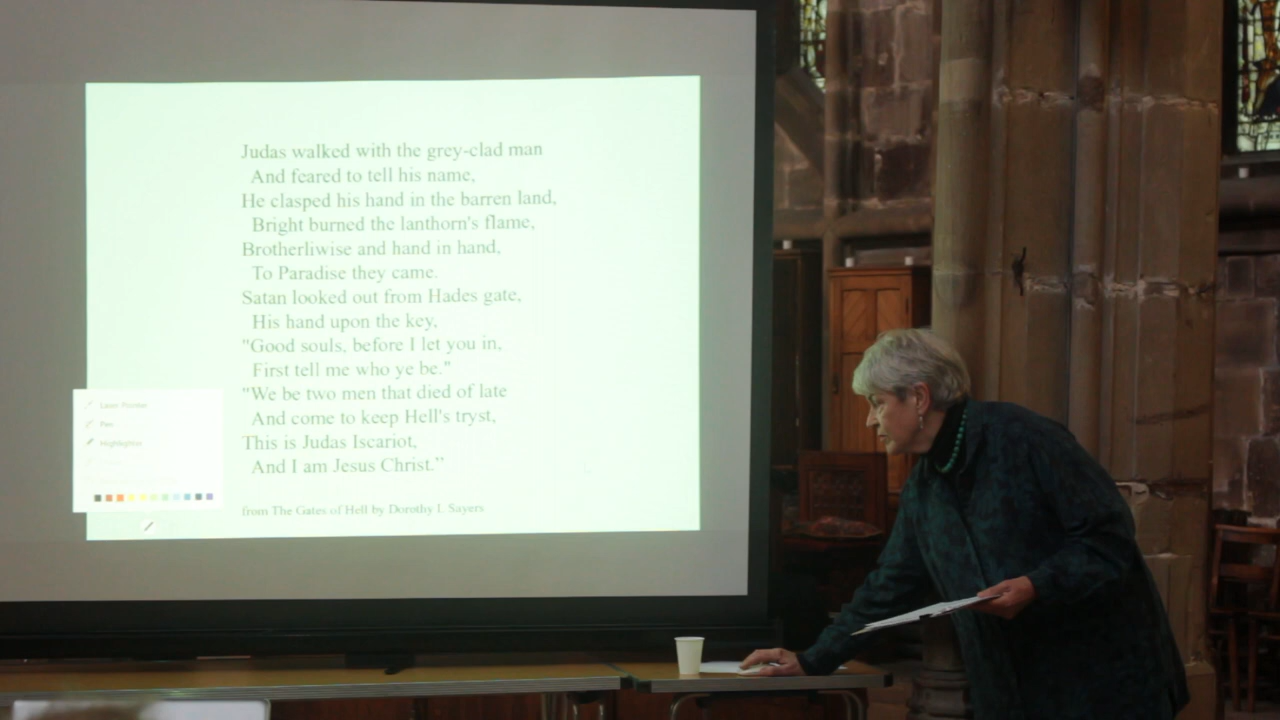 Judas walked with the grey-clad man
And feared to tell his name,
He clasped his hand in the barren land,
Bright burned the lanthorn's flame,
Brotherliwise and hand in hand,
To Paradise they came.
Satan looked out from Hades gate,
His hand upon the key,
"Good souls, before I let you in,
First tell me who ye be."
"We be two men that died of late
And come to keep Hell's tryst,
This is Judas Iscariot,
And I am Jesus Christ.”
from The Gates of Hell by Dorothy L Sayers
Laser Pointer
Pen
Highlighter